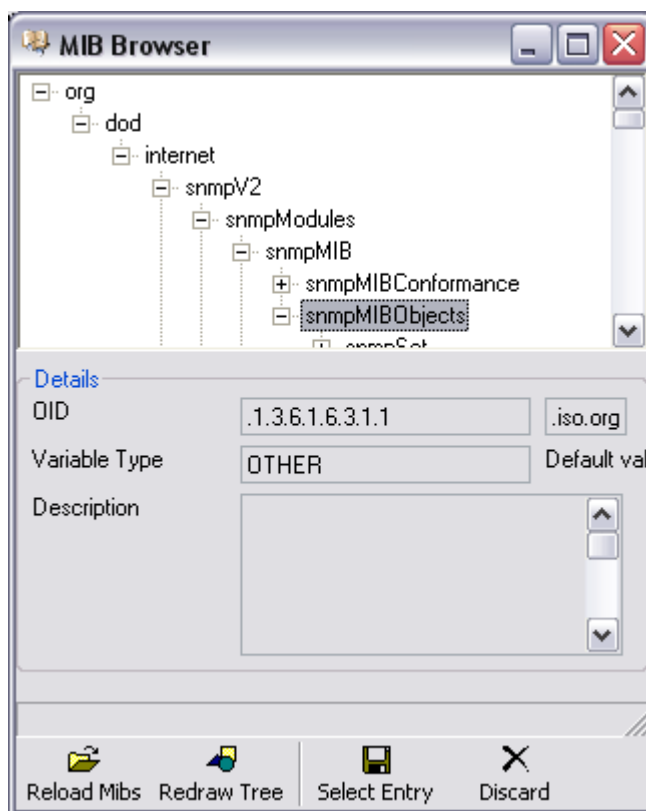 MIB Browser
org
dod
internet
snmpV2
snmpModules
snmpMIB
snmpMIBConformance
snmpMIBObjects
snmpSet
Details
OID .1.3.6.1.6.3.1.1 .iso.org
Variable Type OTHER Default val
Description
Reload Mibs Redraw Tree Select Entry Discard